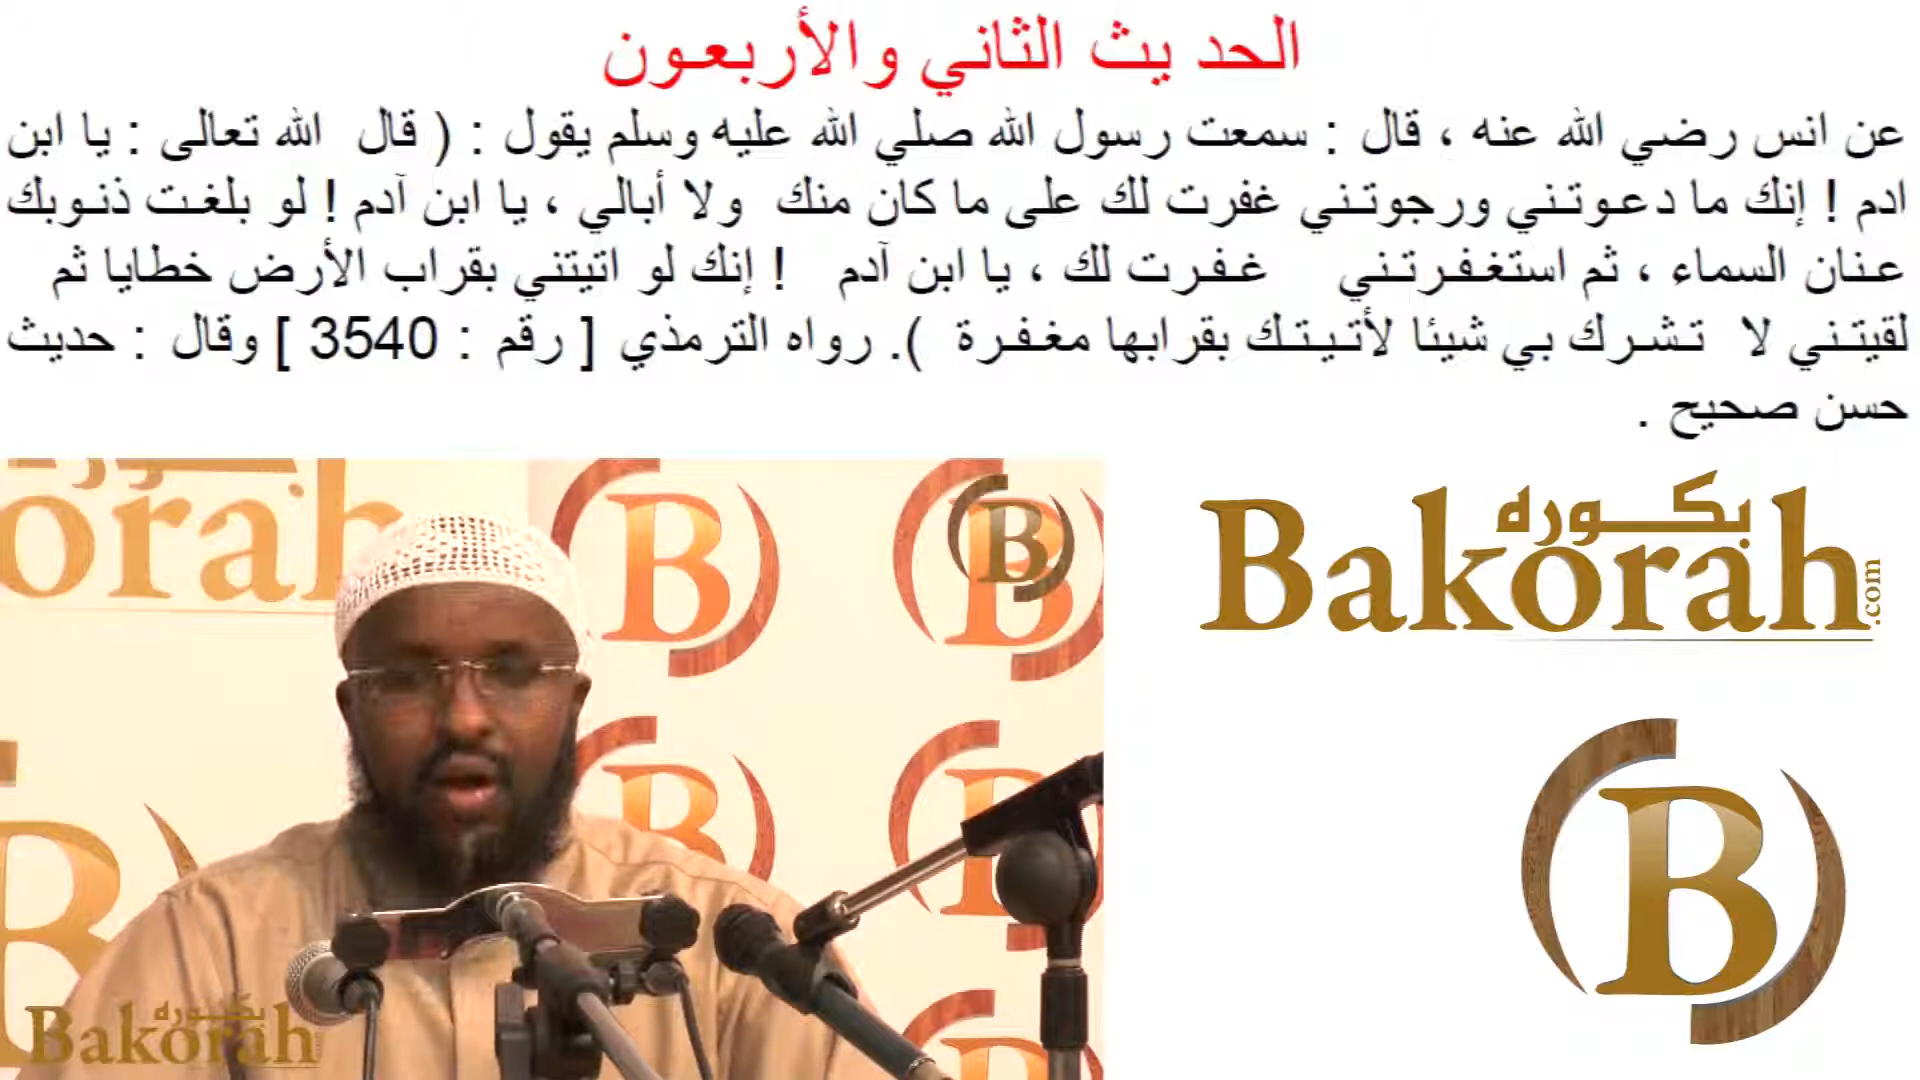 الحد يث الثاني والأربعون
عن انس رضي الله عنه ، قال : سمعت رسول الله صلي الله عليه وسلم يقول : ( قال الله تعالى : يا ابن
ادم ! إنك ما دعوتني ورجوتني غفرت لك على ما كان منك ولا أبالي ، يا ابن آدم ! لو بلغت ذنوبك
عنان السماء ، ثم استغفرتني غفرت لك ، يا ابن آدم ! إنك لو اتيتني بقراب الأرض خطايا ثم
لقيتني لا تشرك بي شيئا لأتيتك بقرابها مغفرة ). رواه الترمذي [ رقم : 3540 ] وقال : حديث
حسن صحيح .
بكوره
Bakorah.com
B
orah
B
B
B
B
B
B
B
B
بكوره
Bakorah